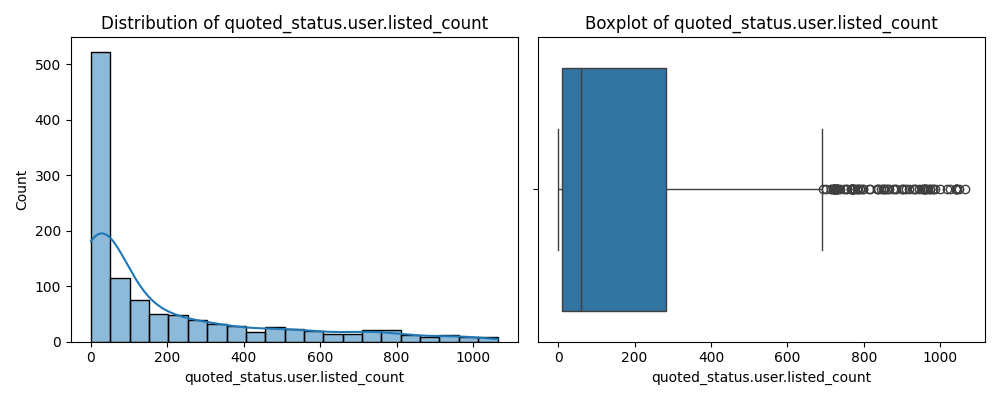 Distribution of quoted_status.user.listed_count
Count
500
400
300
200
100
0
0 200 400 600 800 1000
quoted_status.user.listed_count
Boxplot of quoted_status.user.listed_count
0 200 400 600 800 1000
quoted_status.user.listed_count